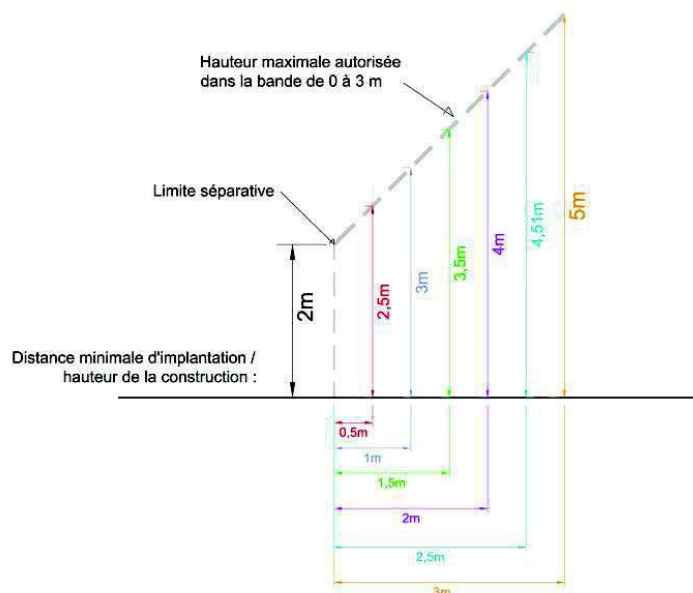 Hauteur maximale autorisée
dans la bande de 0 à 3 m
Limite séparative
2m
2,5m
3m
3,5m
4m
4,51m
5m
Distance minimale d'implantation /
hauteur de la construction :
0,5m
1m
1,5m
2m
2,5m
3m